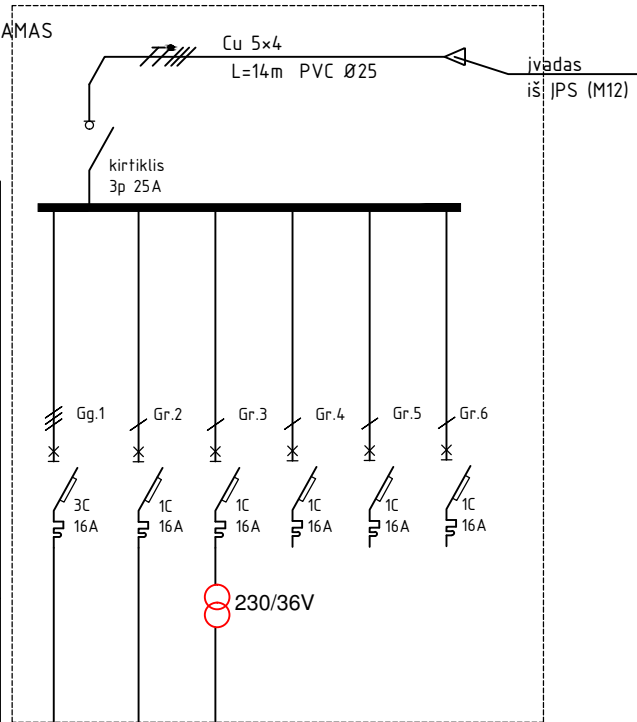 AMAS
Cu 5×4
L=14m PVC Ø25
įvadas
iš ĮPS (M12)
kirtiklis
3p 25A
Gg.1
Gr.2
Gr.3
Gr.4
Gr.5
Gr.6
3C
16A
1C
16A
1C
16A
1C
16A
1C
16A
1C
16A
230/36V